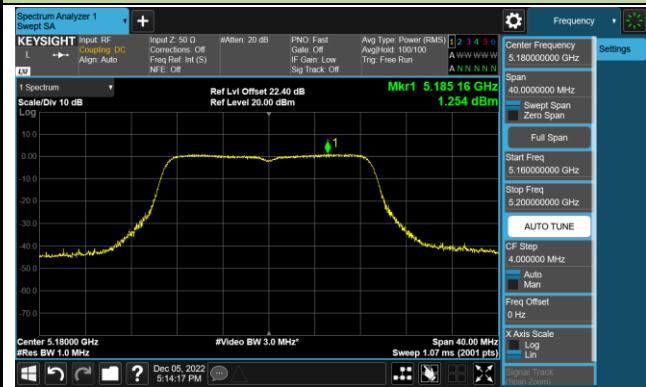 Spectrum Analyzer 1
Swept SA
Frequency
KEYSIGHT
L
Input: RF
Coupling: DC
Align: Auto
Input Z: 50 Ω
Corrections: Off
Freq Ref: Int (S)
NFE: Off
#Atten: 20 dB
PNO: Fast
Gate: Off
IF Gain: Low
Sig Track: Off
Avg Type: Power (RMS)
Avg|Hold: 100/100
Trig: Free Run
1 2 3 4 5 6
A W W W W W
A N N N N N
1 Spectrum
Scale/Div 10 dB
Log
Ref Lvl Offset 22.40 dB
Ref Level 20.00 dBm
Mkr1 5.185 16 GHz
1.254 dBm
1
10.0
0.00
-10.0
-20.0
-30.0
-40.0
-50.0
-60.0
-70.0
Center 5.18000 GHz
#Res BW 1.0 MHz
#Video BW 3.0 MHz*
Span 40.00 MHz
Sweep 1.07 ms (2001 pts)
Dec 05, 2022
5:14:17 PM
Center Frequency
5.180000000 GHz
Settings
Span
40.0000000 MHz
Swept Span
Zero Span
Full Span
Start Freq
5.160000000 GHz
Stop Freq
5.200000000 GHz
AUTO TUNE
CF Step
4.000000 MHz
Auto
Man
Freq Offset
0 Hz
X Axis Scale
Log
Lin
Signal Track
(Span Zoom)